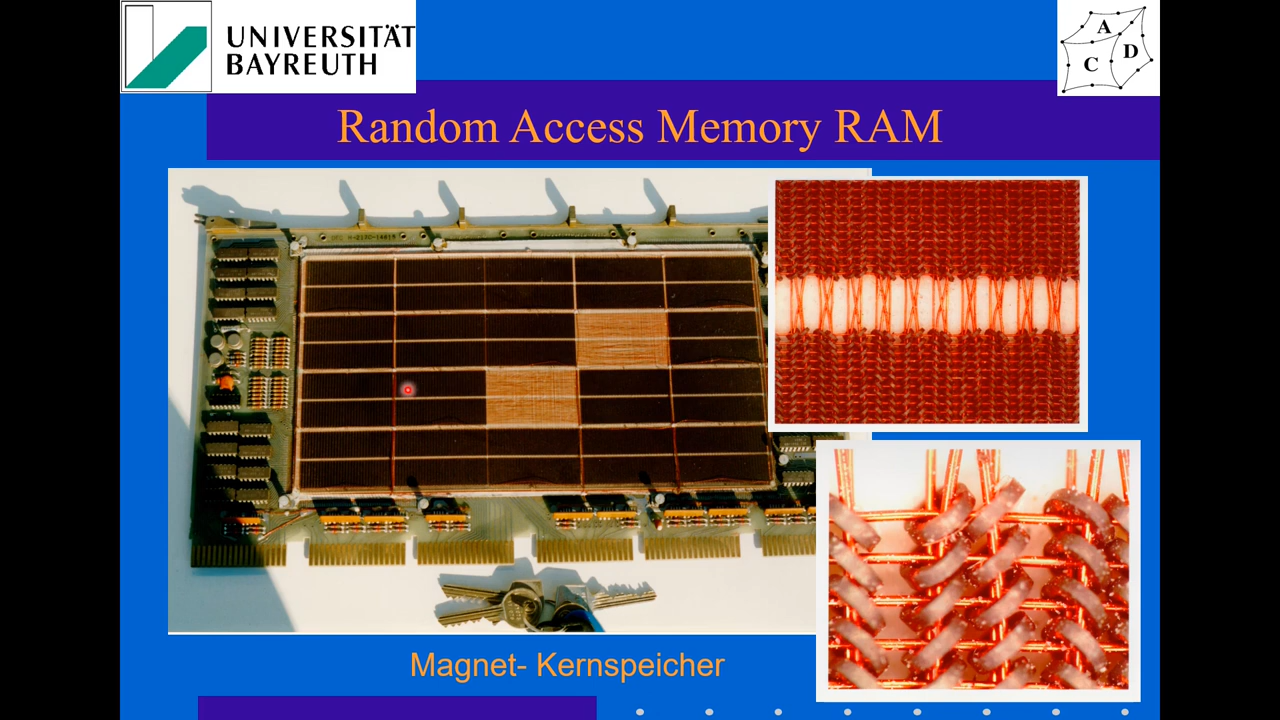 UNIVERSITÄT
BAYREUTH
A
C D
Random Access Memory RAM
Magnet- Kernspeicher